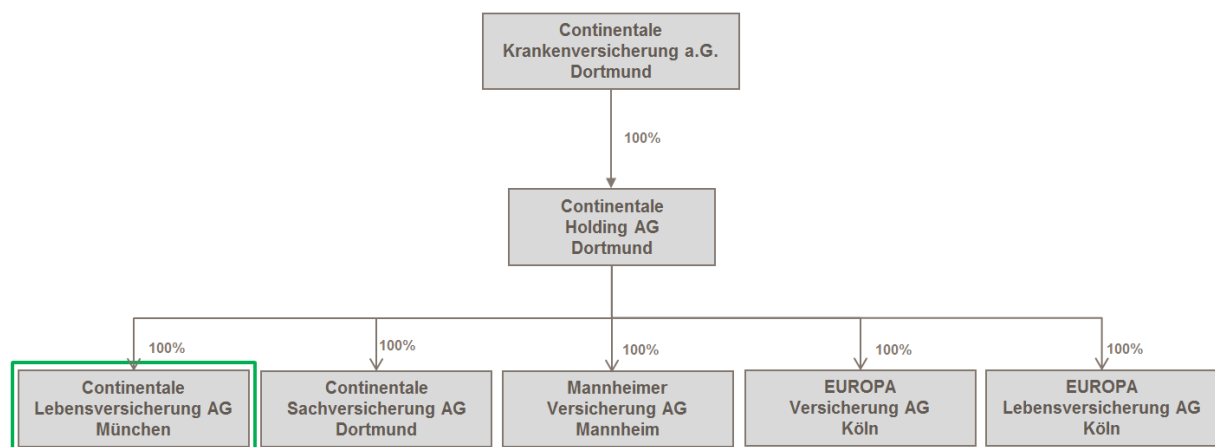 Continentale
Krankenversicherung a.G.
Dortmund
100%
Continentale
Holding AG
Dortmund
100%
100%
100%
100%
100%
Continentale
Lebensversicherung AG
München
Continentale
Sachversicherung AG
Dortmund
Mannheimer
Versicherung AG
Mannheim
EUROPA
Versicherung AG
Köln
EUROPA
Lebensversicherung AG
Köln